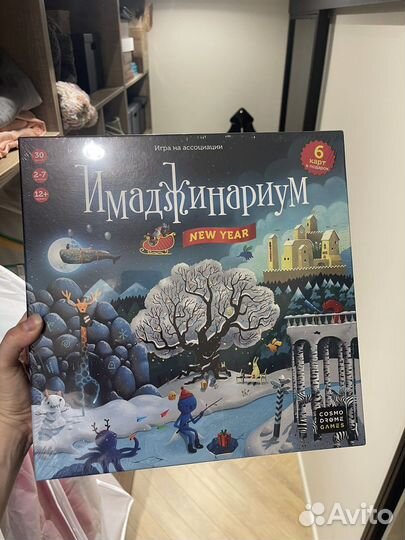 Игра на ассоциации
30
2-7
12+
6
карт
в подарок
Имаджинариум
NEW YEAR
COSMO
DROME
GAMES
Avito